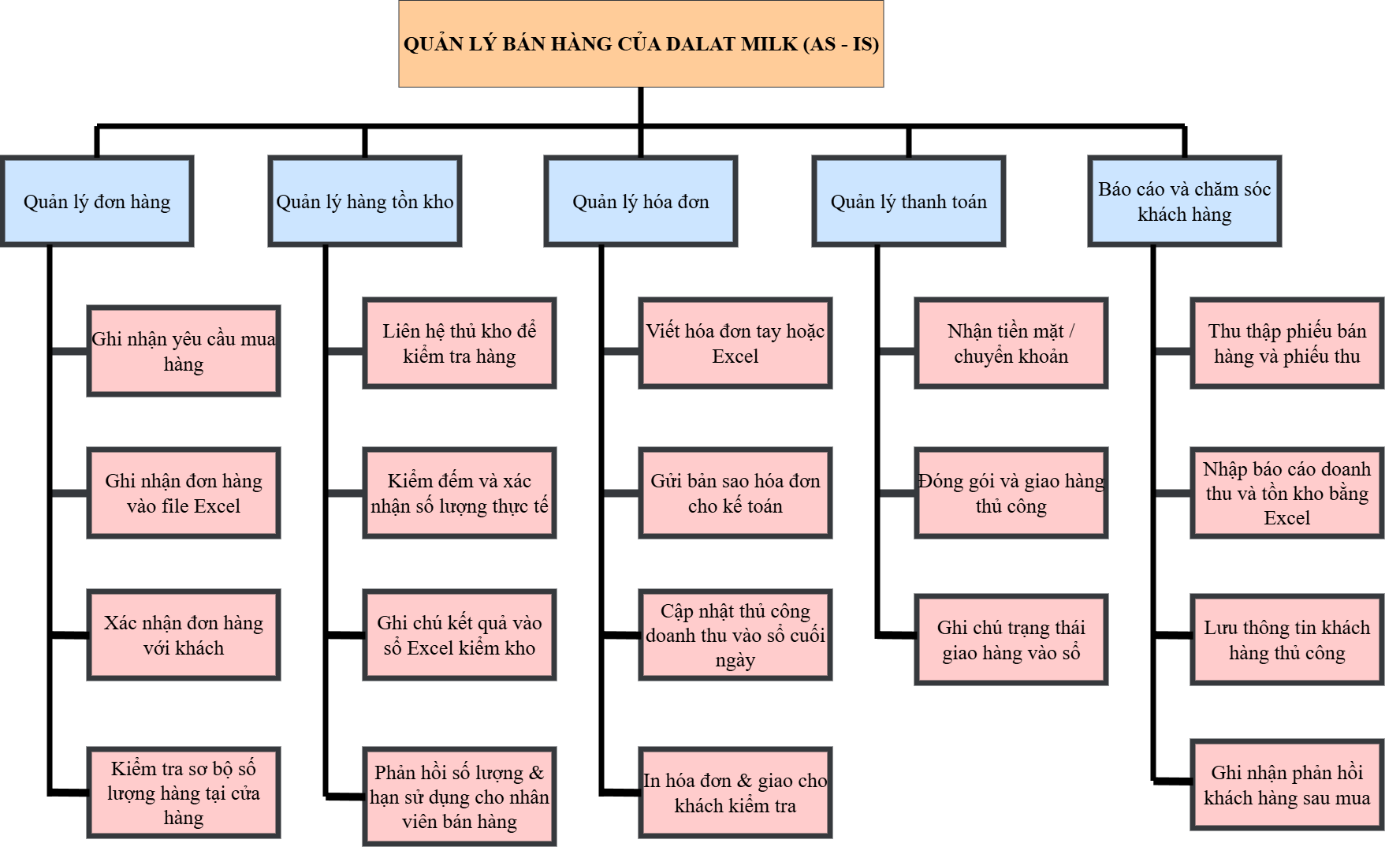 QUẢN LÝ BÁN HÀNG CỦA DALAT MILK (AS - IS)
Quản lý đơn hàng
Ghi nhận yêu cầu mua
hàng
Ghi nhận đơn hàng
vào file Excel
Xác nhận đơn hàng
với khách
Kiểm tra sơ bộ số
lượng hàng tại cửa
hàng
Quản lý hàng tồn kho
Liên hệ thủ kho để
kiểm tra hàng
Kiểm đếm và xác
nhận số lượng thực tế
Ghi chú kết quả vào
sổ Excel kiểm kho
Phản hồi số lượng &
hạn sử dụng cho nhân
viên bán hàng
Quản lý hóa đơn
Viết hóa đơn tay hoặc
Excel
Gửi bản sao hóa đơn
cho kế toán
Cập nhật thủ công
doanh thu vào sổ cuối
ngày
In hóa đơn & giao cho
khách kiểm tra
Quản lý thanh toán
Nhận tiền mặt /
chuyển khoản
Đóng gói và giao hàng
thủ công
Ghi chú trạng thái
giao hàng vào sổ
Báo cáo và chăm sóc
khách hàng
Thu thập phiếu bán
hàng và phiếu thu
Nhập báo cáo doanh
thu và tồn kho bằng
Excel
Lưu thông tin khách
hàng thủ công
Ghi nhận phản hồi
khách hàng sau mua